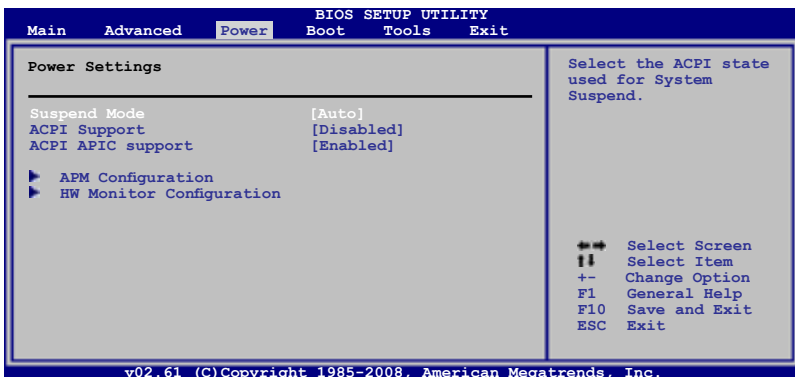 BIOS SETUP UTILITY
Main Advanced Power Boot Tools Exit
Power Settings
Suspend Mode [Auto]
ACPI Support [Disabled]
ACPI APIC support [Enabled]
APM Configuration
HW Monitor Configuration
Select the ACPI state
used for System
Suspend.
Select Screen
Select Item
+- Change Option
F1 General Help
F10 Save and Exit
ESC Exit
v02.61 (C)Copyright 1985-2008, American Megatrends, Inc.